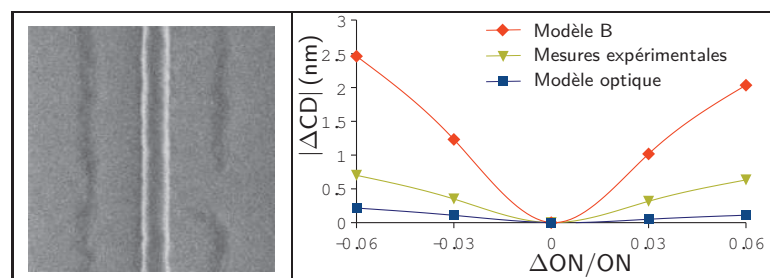 3
2.5
2
1.5
1
0.5
0
|ΔCD| (nm)
Modèle B
Mesures expérimentales
Modèle optique
-0.06 -0.03 0 0.03 0.06
ΔON/ON